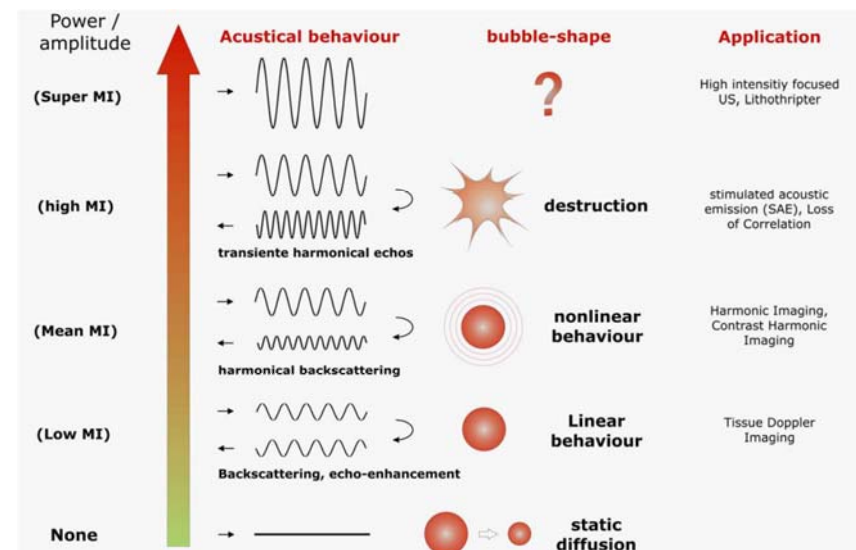 Power /
amplitude
Acustical behaviour
bubble-shape
Application
(Super MI)
?
High intensitiy focused
US, Lithothripter
(high MI)
transiente harmonical echos
destruction
stimulated acoustic
emission (SAE), Loss
of Correlation
(Mean MI)
harmonical backscattering
nonlinear
behaviour
Harmonic Imaging,
Contrast Harmonic
Imaging
(Low MI)
Backscattering, echo-enhancement
Linear
behaviour
Tissue Doppler
Imaging
None
static
diffusion